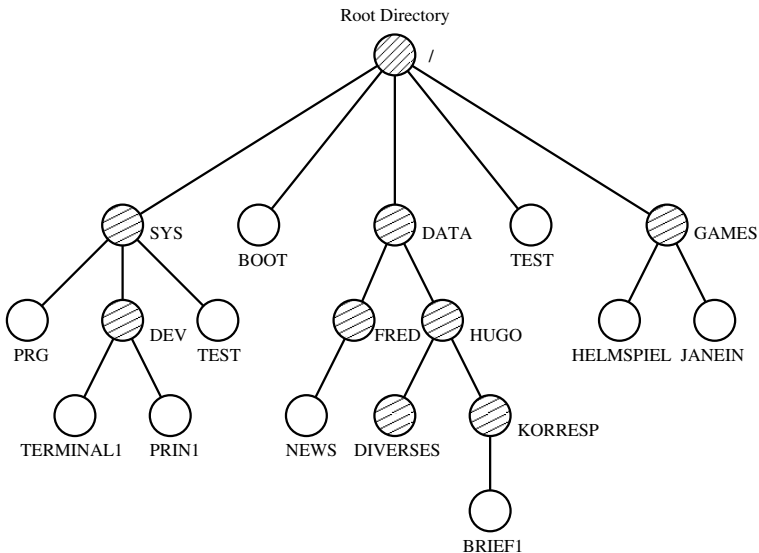 Root Directory
/
SYS
BOOT
DATA
TEST
GAMES
PRG
DEV
TEST
FRED
HUGO
HELMSPIEL
JANEIN
TERMINAL1
PRIN1
NEWS
DIVERSES
KORRESP
BRIEF1